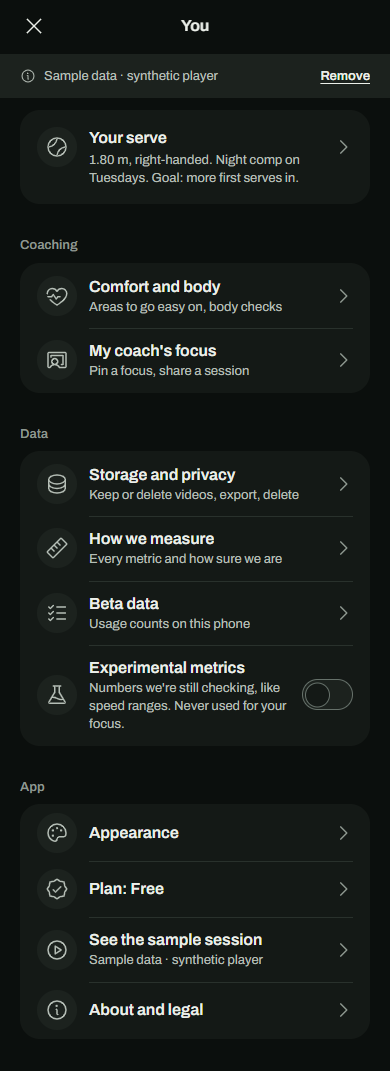 You
Sample data · synthetic player
Remove
Your serve
1.80 m, right-handed. Night comp on
Tuesdays. Goal: more first serves in.
Coaching
Comfort and body
Areas to go easy on, body checks
My coach's focus
Pin a focus, share a session
Data
Storage and privacy
Keep or delete videos, export, delete
How we measure
Every metric and how sure we are
Beta data
Usage counts on this phone
Experimental metrics
Numbers we're still checking, like
speed ranges. Never used for your
focus.
App
Appearance
Plan: Free
See the sample session
Sample data · synthetic player
About and legal